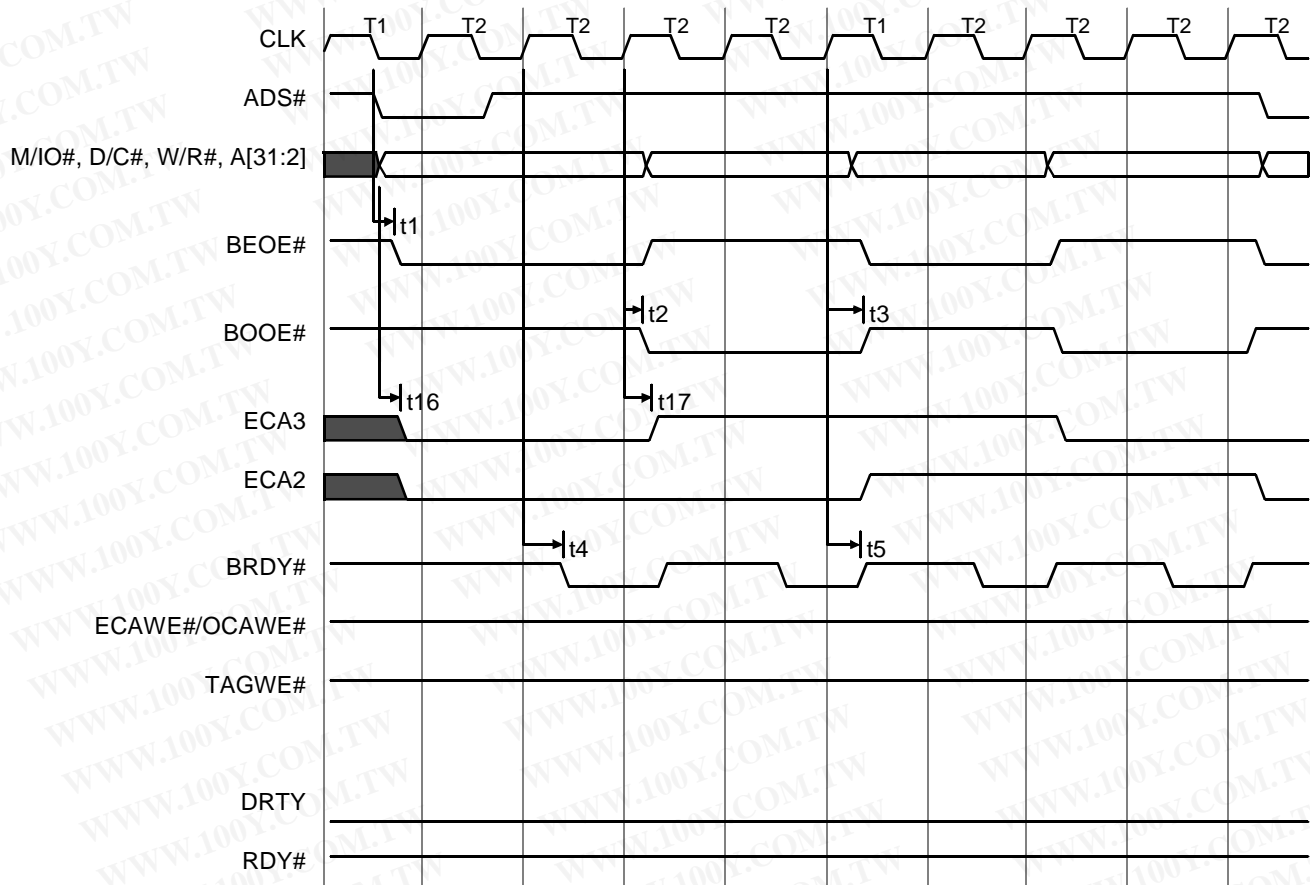 T1 T2 T2 T2 T2 T1 T2 T2 T2 T2
CLK
ADS#
M/IO#, D/C#, W/R#, A[31:2]
t1
BEOE#
t2 t3
BOOE#
t16 t17
ECA3
ECA2
t4 t5
BRDY#
ECAWE#/OCAWE#
TAGWE#
DRTY
RDY#
WWW.100Y.COM.TW